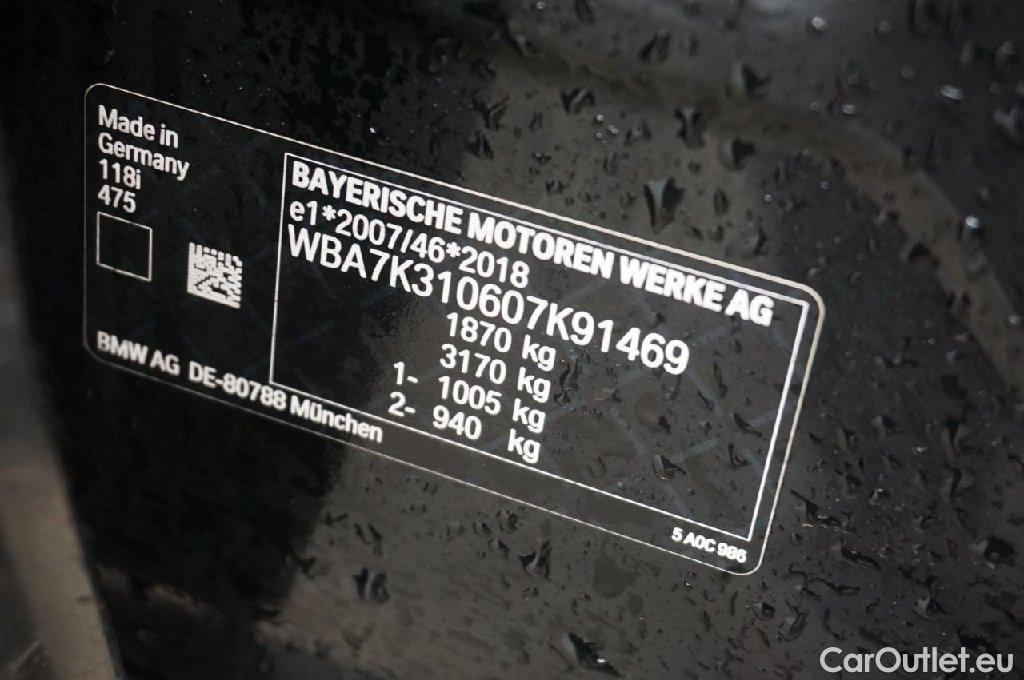 Made in
Germany
118i
475
BAYERISCHE MOTOREN WERKE AG
e1*2007/46*2018
WBA7K310607K91469
1870 kg
3170 kg
1- 1005 kg
2- 940 kg
BMW AG DE-80788 München
5 A0C 986
CarOutlet.eu